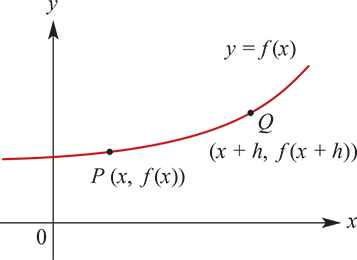 y
y = f(x)
Q
(x + h, f(x + h))
P (x, f(x))
0
x